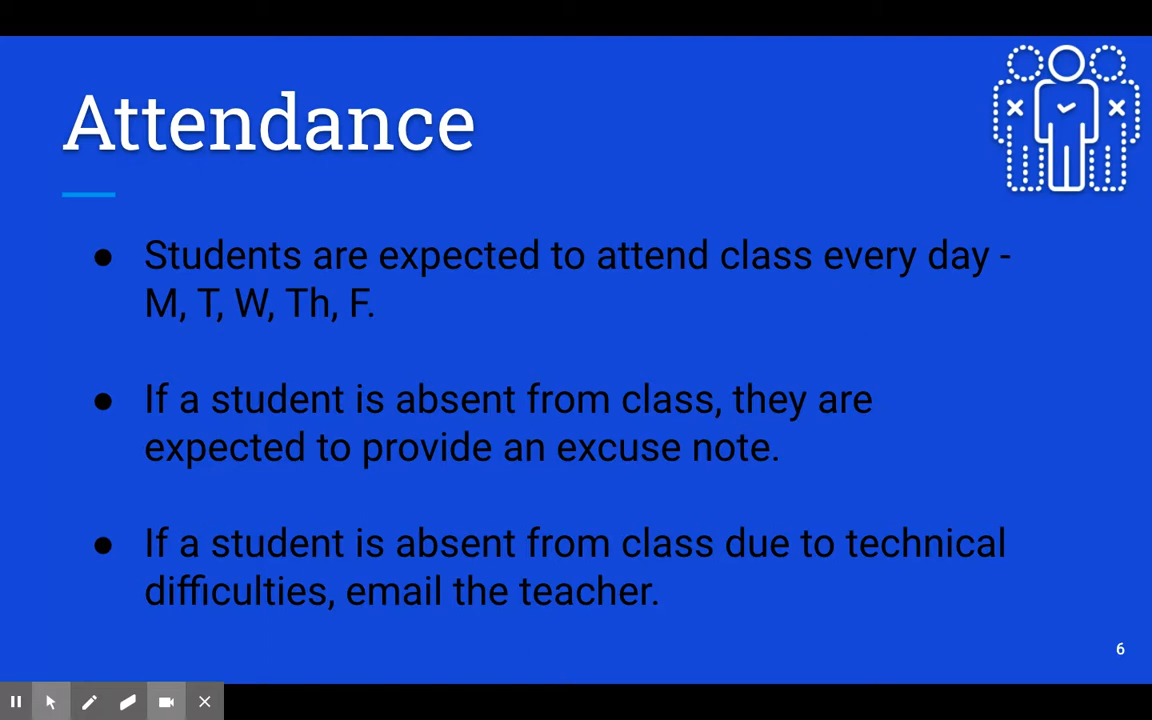 Attendance
● Students are expected to attend class every day -
M, T, W, Th, F.
● If a student is absent from class, they are
expected to provide an excuse note.
● If a student is absent from class due to technical
difficulties, email the teacher.
6